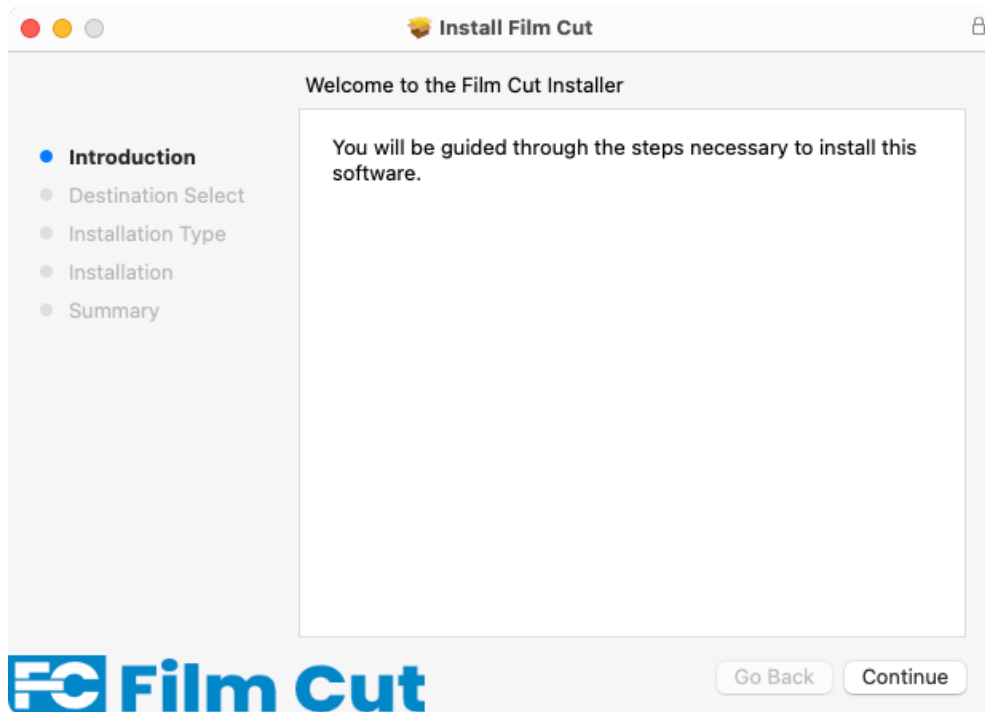 Install Film Cut
Welcome to the Film Cut Installer
Introduction
Destination Select
Installation Type
Installation
Summary
You will be guided through the steps necessary to install this
software.
FC Film Cut
Go Back
Continue